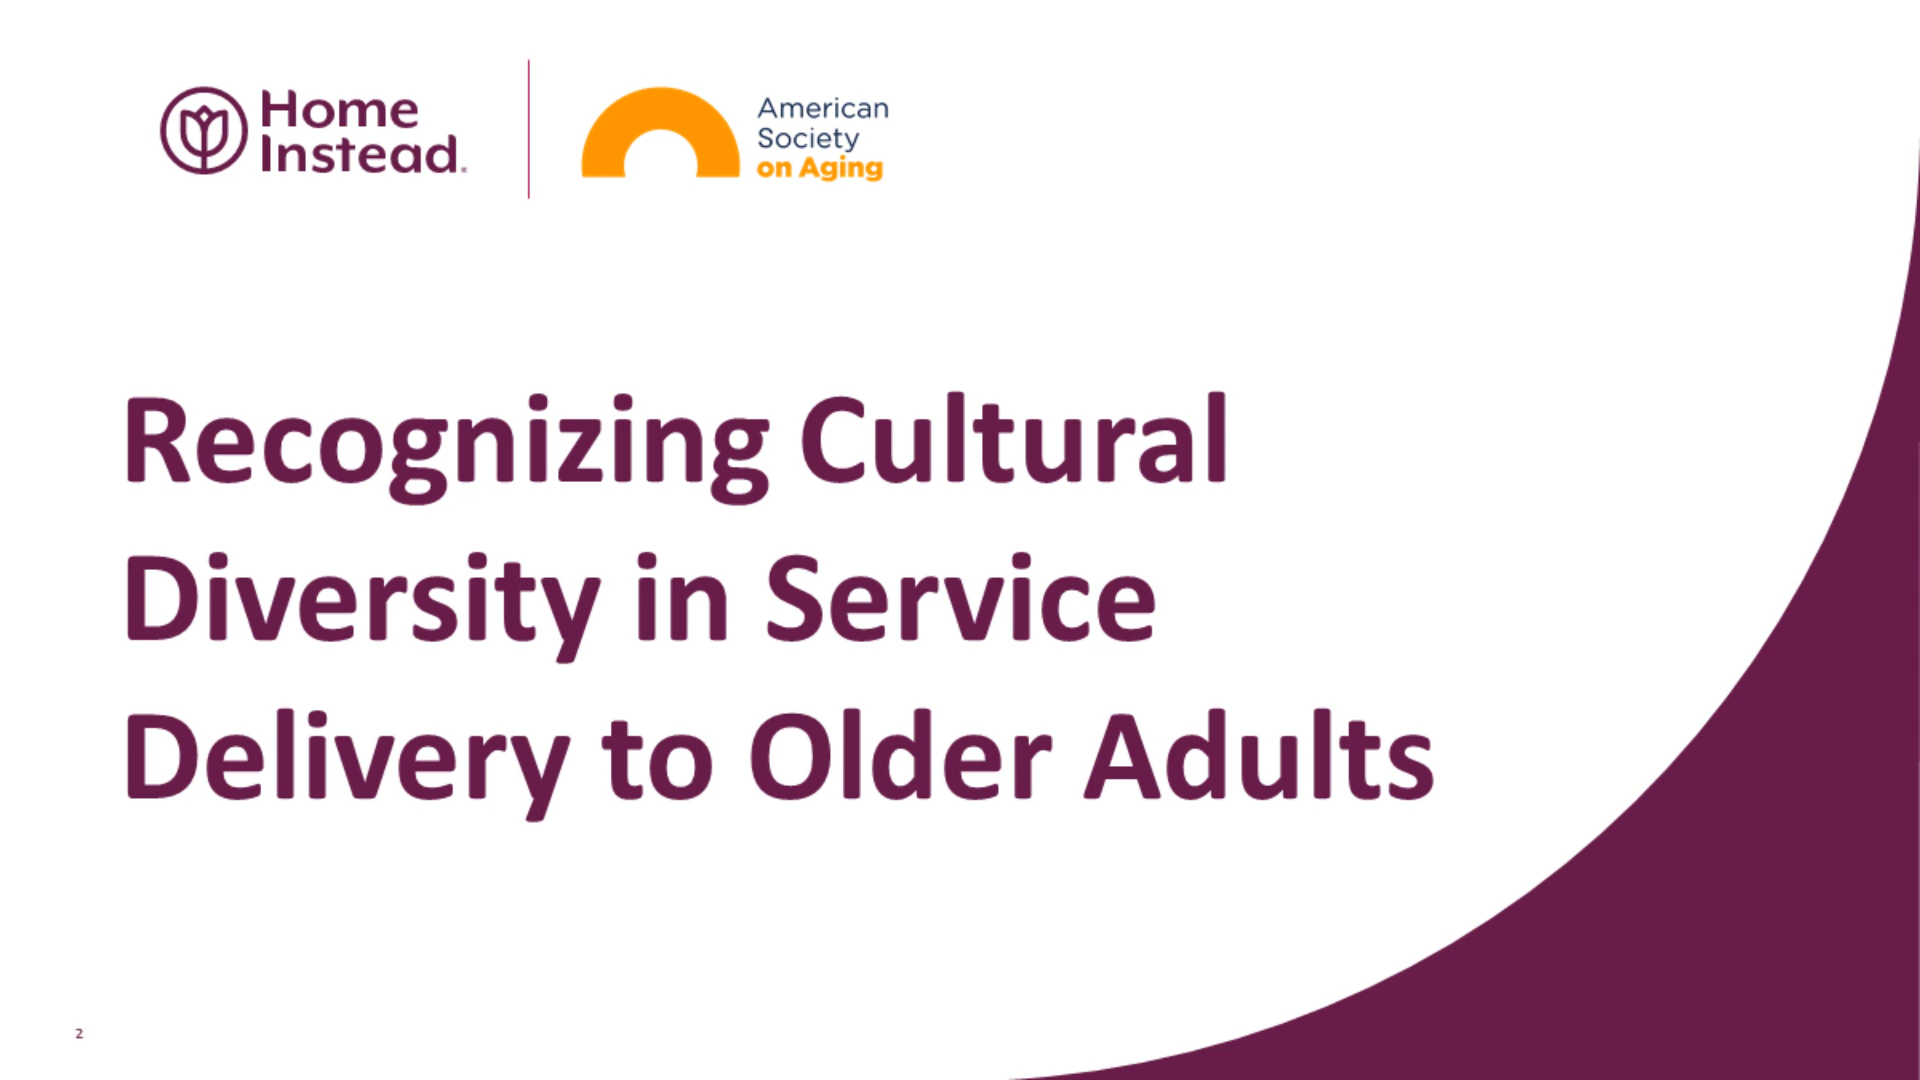 Home
Instead.
American
Society
on Aging
Recognizing Cultural
Diversity in Service
Delivery to Older Adults
2